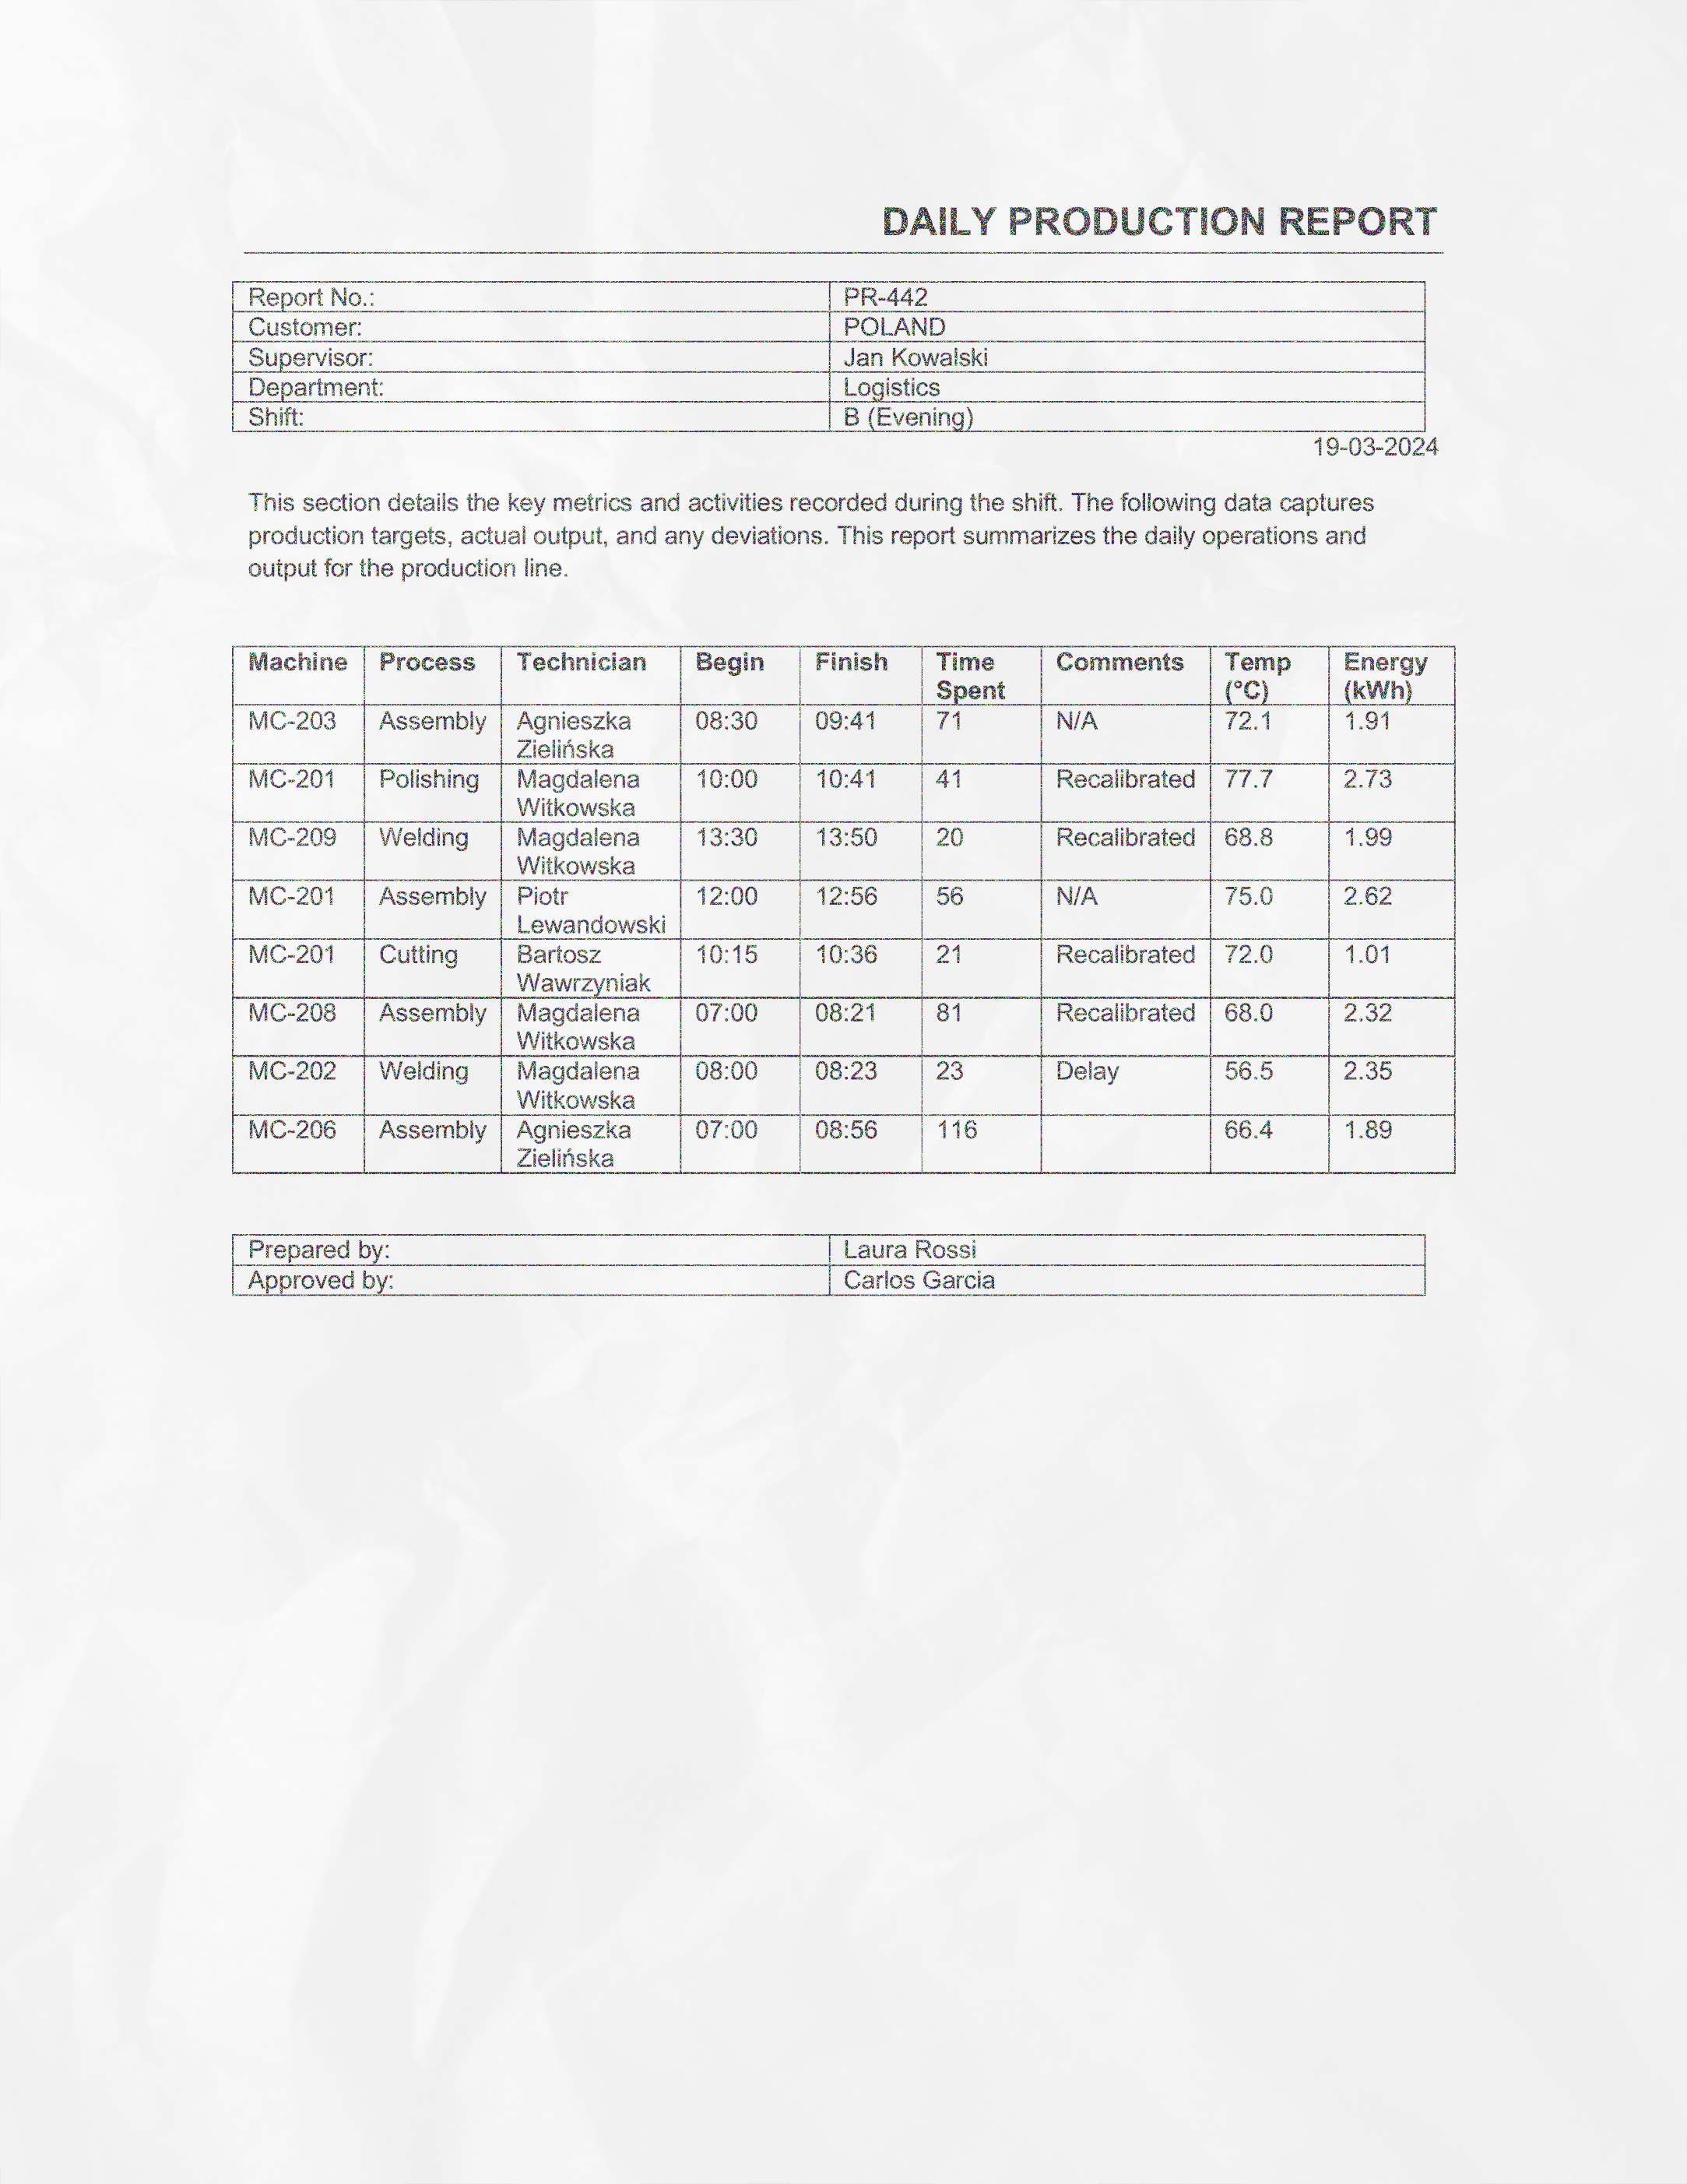 DAILY PRODUCTION REPORT
Report No.: PR-442
Customer: POLAND
Supervisor: Jan Kowalski
Department: Logistics
Shift: B (Evening)
19-03-2024
This section details the key metrics and activities recorded during the shift. The following data captures
production targets, actual output, and any deviations. This report summarizes the daily operations and
output for the production line.
Machine Process Technician Begin Finish Time Spent Comments Temp (°C) Energy (kWh)
MC-203 Assembly Agnieszka Zielińska 08:30 09:41 71 N/A 72.1 1.91
MC-201 Polishing Magdalena Witkowska 10:00 10:41 41 Recalibrated 77.7 2.73
MC-209 Welding Magdalena Witkowska 13:30 13:50 20 Recalibrated 68.8 1.99
MC-201 Assembly Piotr Lewandowski 12:00 12:56 56 N/A 75.0 2.62
MC-201 Cutting Bartosz Wawrzyniak 10:15 10:36 21 Recalibrated 72.0 1.01
MC-208 Assembly Magdalena Witkowska 07:00 08:21 81 Recalibrated 68.0 2.32
MC-202 Welding Magdalena Witkowska 08:00 08:23 23 Delay 56.5 2.35
MC-206 Assembly Agnieszka Zielińska 07:00 08:56 116 66.4 1.89
Prepared by: Laura Rossi
Approved by: Carlos Garcia